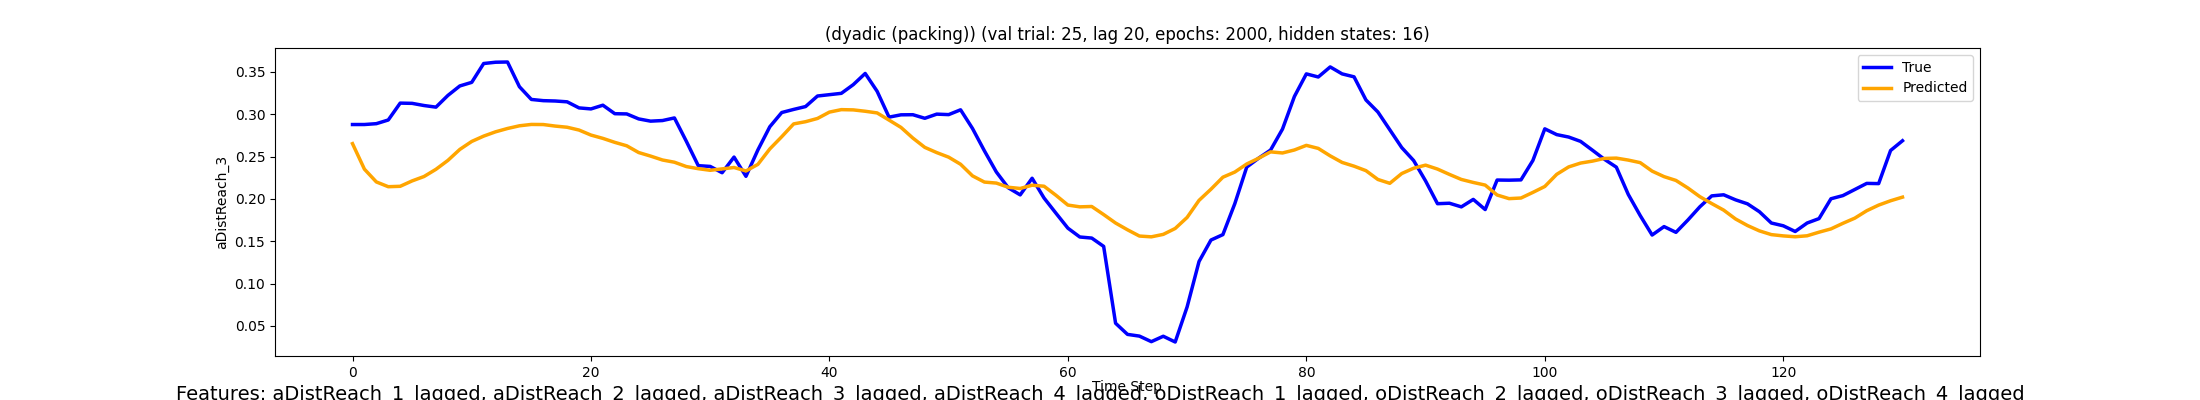 (dyadic (packing)) (val trial: 25, lag 20, epochs: 2000, hidden states: 16)
True
Predicted
aDistReach_3
0.35
0.30
0.25
0.20
0.15
0.10
0.05
0 20 40 60 80 100 120
Time Step
Features: aDistReach_1_lagged, aDistReach_2_lagged, aDistReach_3_lagged, aDistReach_4_lagged, oDistReach_1_lagged, oDistReach_2_lagged, oDistReach_3_lagged, oDistReach_4_lagged